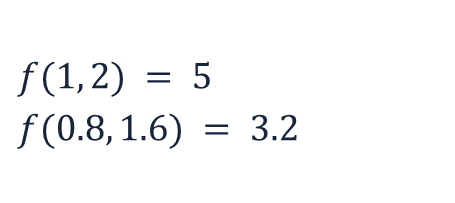 f(1,2) = 5
f(0.8,1.6) = 3.2